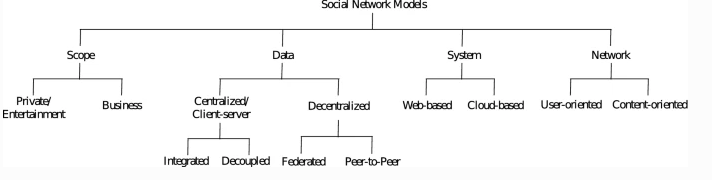 Social Network Models
Scope Data System Network
Private/ Entertainment Business Centralized/ Client-server Decentralized Web-based Cloud-based User-oriented Content-oriented
Integrated Decoupled Federated Peer-to-Peer